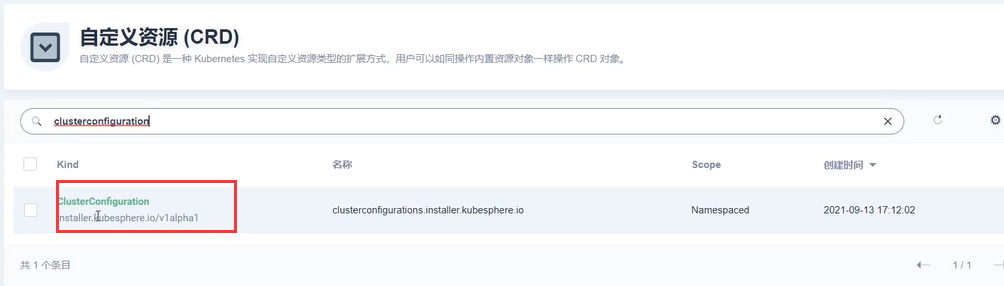 自定义资源 (CRD)
自定义资源 (CRD) 是一种 Kubernetes 实现自定义资源类型的扩展方式，用户可以如同操作内置资源对象一样操作 CRD 对象。
clusterconfiguration
Kind 名称 Scope 创建时间
ClusterConfiguration
installer.kubesphere.io/v1alpha1 clusterconfigurations.installer.kubesphere.io Namespaced 2021-09-13 17:12:02
共 1 个条目 1 / 1